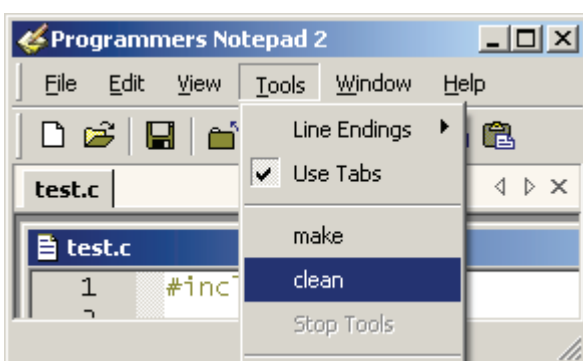 Programmers Notepad 2
File Edit View Tools Window Help
Line Endings
Use Tabs
test.c
make
test.c
clean
1 #inc
Stop Tools